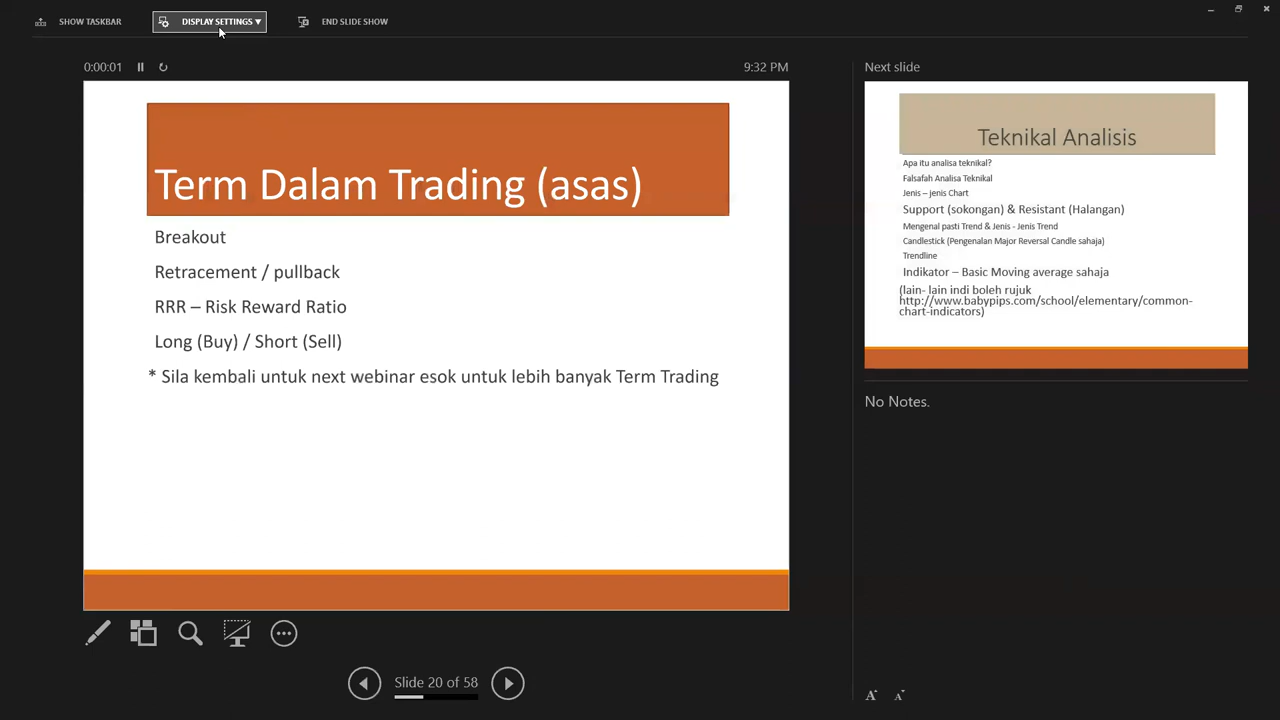 SHOW TASKBAR
DISPLAY SETTINGS ▼
END SLIDE SHOW
0:00:01
9:32 PM
Term Dalam Trading (asas)
Breakout
Retracement / pullback
RRR – Risk Reward Ratio
Long (Buy) / Short (Sell)
* Sila kembali untuk next webinar esok untuk lebih banyak Term Trading
Slide 20 of 58
Next slide
Teknikal Analisis
Apa itu analisa teknikal?
Falsafah Analisa Teknikal
Jenis – jenis Chart
Support (sokongan) & Resistant (Halangan)
Mengenal pasti Trend & Jenis - Jenis Trend
Candlestick (Pengenalan Major Reversal Candle sahaja)
Trendline
Indikator – Basic Moving average sahaja
(lain- lain indi boleh rujuk
http://www.babypips.com/school/elementary/common-
chart-indicators)
No Notes.
A A